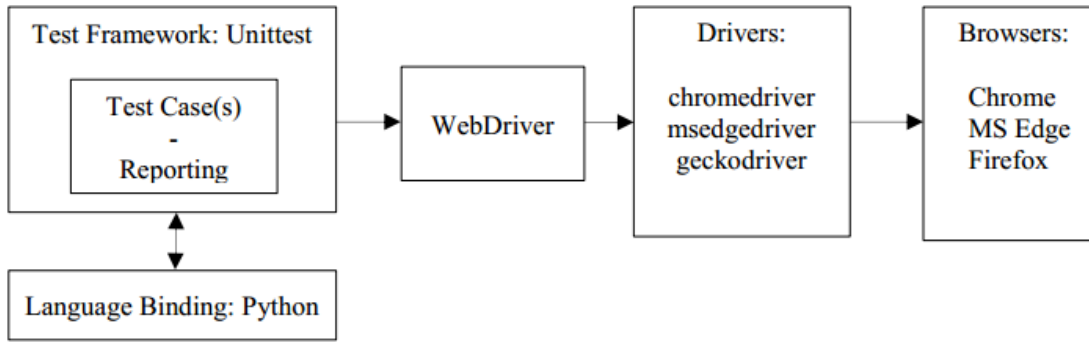 Test Framework: Unittest
Test Case(s)
-
Reporting
Language Binding: Python
WebDriver
Drivers:
chromedriver
msedgedriver
geckodriver
Browsers:
Chrome
MS Edge
Firefox